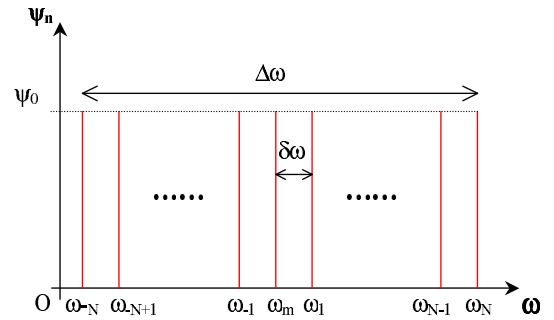 ψn
Δω
ψ0
δω
...... ......
O ω-N ω-N+1 ω-1 ωm ω1 ωN-1 ωN ω